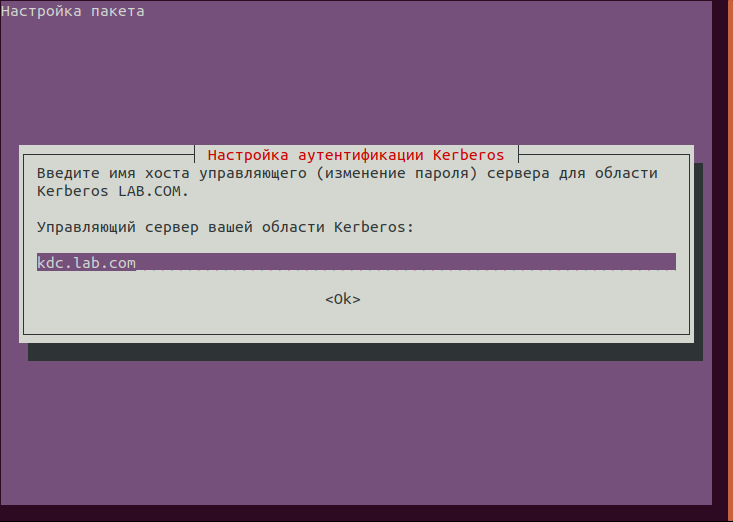 Настройка пакета
Настройка аутентификации Kerberos
Введите имя хоста управляющего (изменение пароля) сервера для области
Kerberos LAB.COM.
Управляющий сервер вашей области Kerberos:
kdc.lab.com
<Ok>